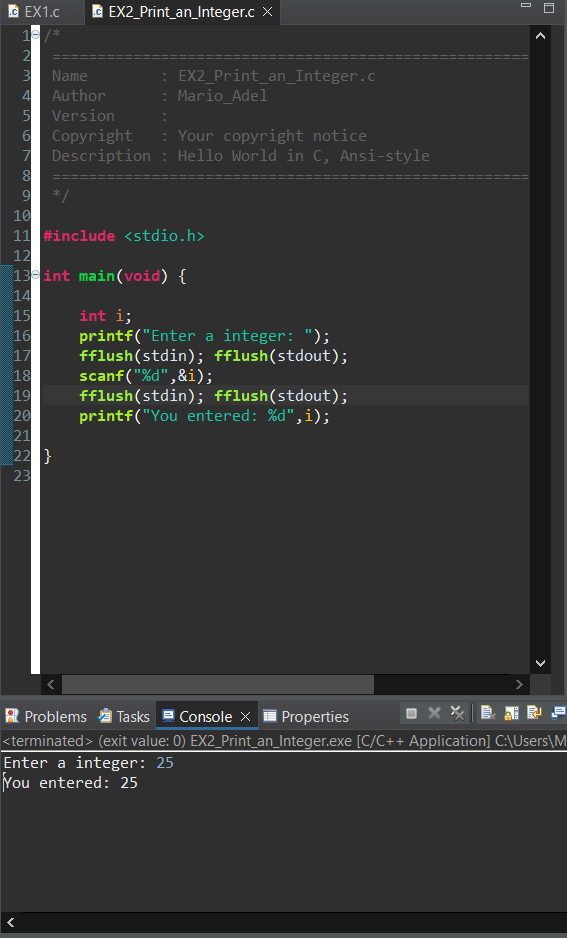 EX1.c EX2_Print_an_Integer.c
1 /*
2 =====================================================
3 Name        : EX2_Print_an_Integer.c
4 Author      : Mario_Adel
5 Version     :
6 Copyright   : Your copyright notice
7 Description : Hello World in C, Ansi-style
8 =====================================================
9 */
10
11 #include <stdio.h>
12
13 int main(void) {
14
15     int i;
16     printf("Enter a integer: ");
17     fflush(stdin); fflush(stdout);
18     scanf("%d",&i);
19     fflush(stdin); fflush(stdout);
20     printf("You entered: %d",i);
21
22 }
23
Problems Tasks Console Properties
<terminated> (exit value: 0) EX2_Print_an_Integer.exe [C/C++ Application] C:\Users\M
Enter a integer: 25
You entered: 25